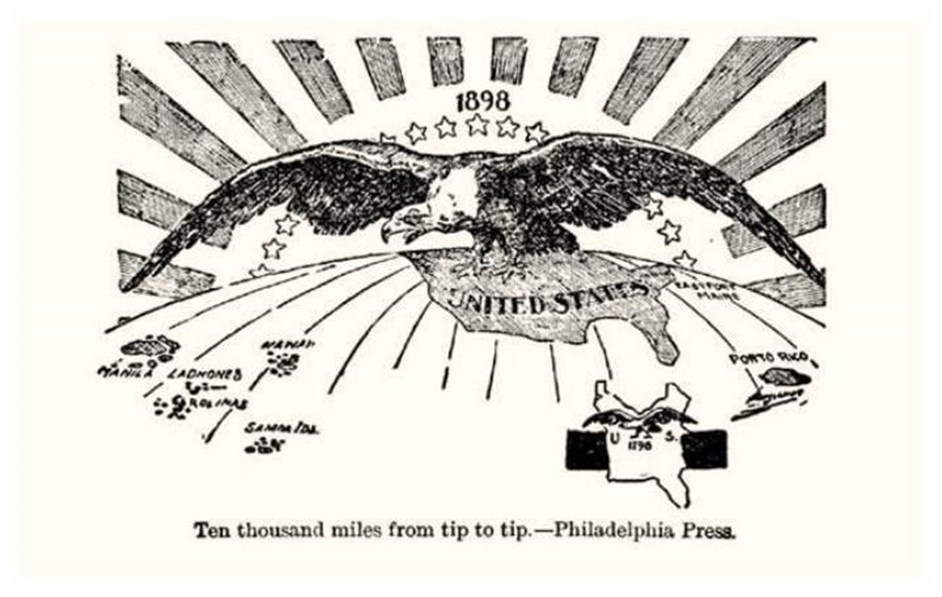 1898
UNITED STATES
EASTPORT
MAINE
HAWAII
PORTO RICO
MANILA
LADRONES
CAROLINAS
SAMOA IDS.
U S.
1798
Ten thousand miles from tip to tip.—Philadelphia Press.